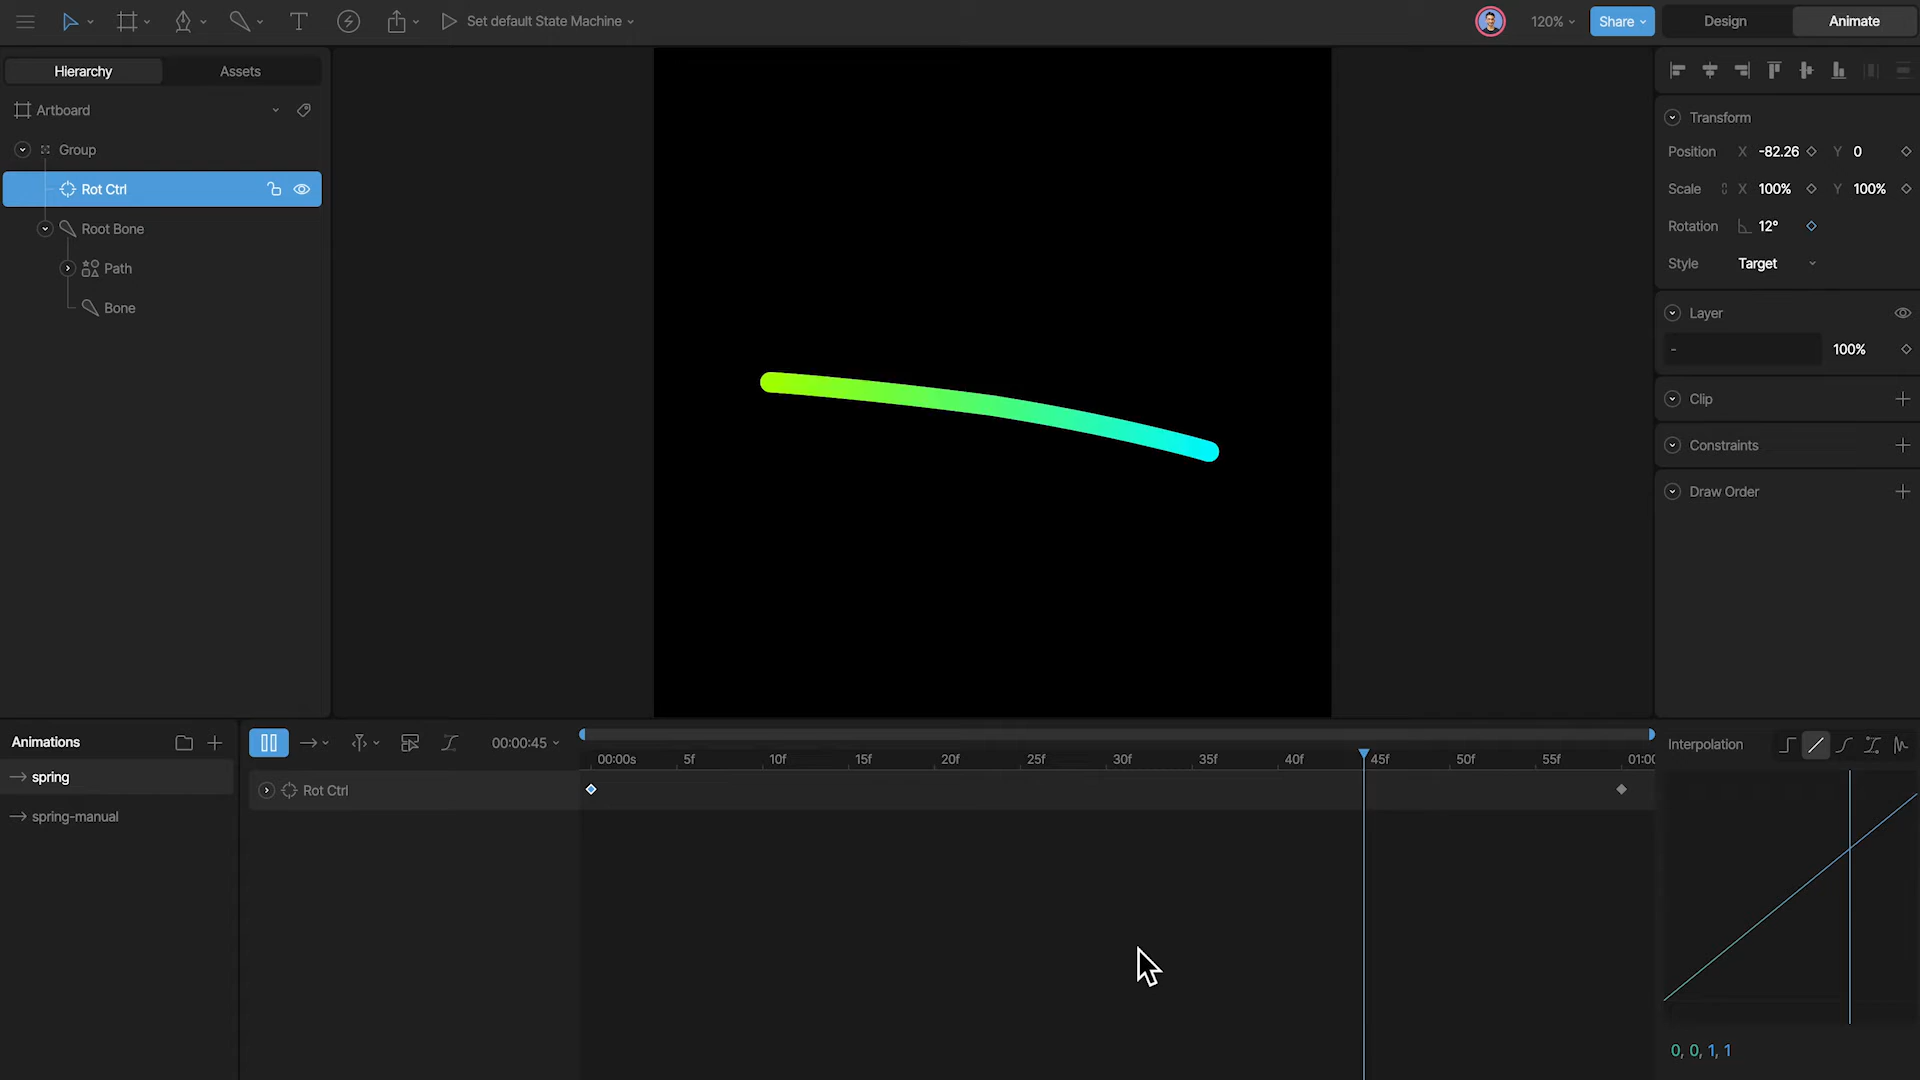 Set default State Machine
120%
Share
Design
Animate
Hierarchy
Assets
Artboard
Group
Rot Ctrl
Root Bone
Path
Bone
Transform
Position X -82.26 Y 0
Scale X 100% Y 100%
Rotation 12°
Style Target
Layer
- 100%
Clip
Constraints
Draw Order
Animations
spring
spring-manual
00:00:45
00:00s 5f 10f 15f 20f 25f 30f 35f 40f 45f 50f 55f 01:0
Rot Ctrl
Interpolation
0, 0, 1, 1